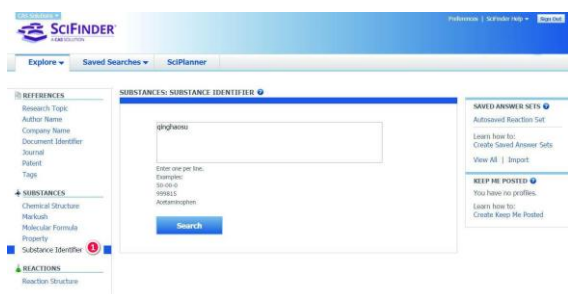 CAS Solutions
Preferences | SciFinder Help Sign Out
SCIFINDER
A CAS SOLUTION
Explore Saved Searches SciPlanner
REFERENCES
Research Topic
Author Name
Company Name
Document Identifier
Journal
Patent
Tags
SUBSTANCES
Chemical Structure
Markush
Molecular Formula
Property
Substance Identifier 1
REACTIONS
Reaction Structure
SUBSTANCES: SUBSTANCE IDENTIFIER
qinghaosu
Enter one per line.
Examples:
50-00-0
999815
Acetaminophen
Search
SAVED ANSWER SETS
Autosaved Reaction Set
Learn how to:
Create Saved Answer Sets
View All | Import
KEEP ME POSTED
You have no profiles.
Learn how to:
Create Keep Me Posted